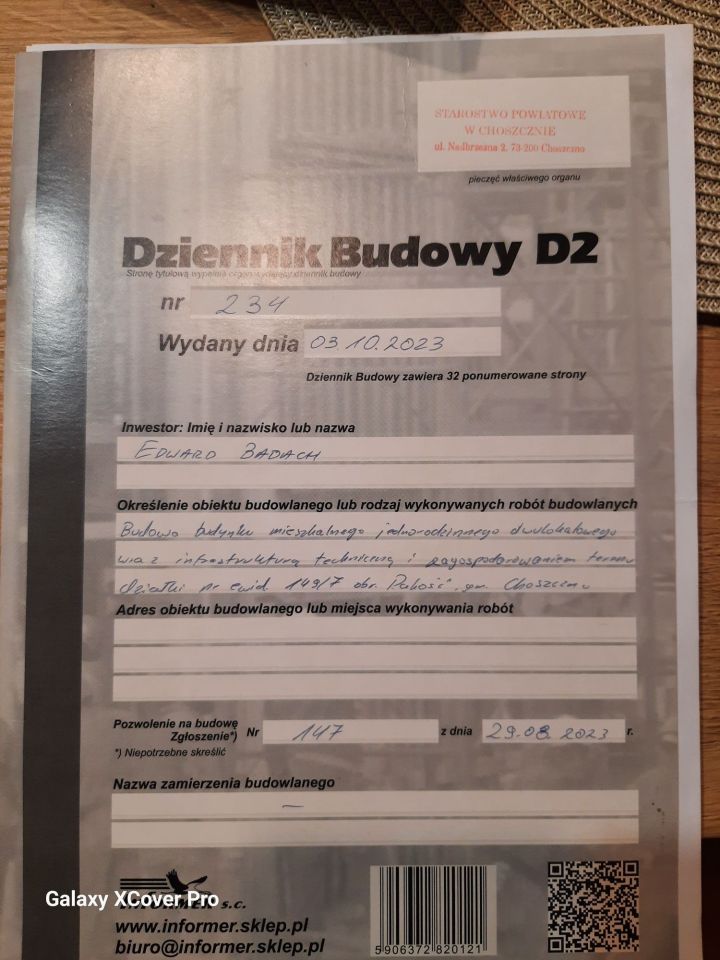 STAROSTWO POWIATOWE
W CHOSZCZNIE
ul. Nadbrzeżna 2, 73-200 Choszczno
pieczęć właściwego organu
Dziennik Budowy D2
Stronę tytułową wypełnia organ wydający dziennik budowy
nr 234
Wydany dnia 03.10.2023
Dziennik Budowy zawiera 32 ponumerowane strony
Inwestor: Imię i nazwisko lub nazwa
EDWARD BADACH
Określenie obiektu budowlanego lub rodzaj wykonywanych robót budowlanych
Budowa budynku mieszkalnego jednorodzinnego dwulokalowego
wraz z infrastrukturą techniczną i zagospodarowaniem terenu
działki nr ewid. 149/7 obr. gm. Choszczno
Adres obiektu budowlanego lub miejsca wykonywania robót
Pozwolenie na budowę
Zgłoszenie*) Nr 147 z dnia 29.08.2023 r.
*) Niepotrzebne skreślić
Nazwa zamierzenia budowlanego
—
INFORMER s.c.
Galaxy XCover Pro
www.informer.sklep.pl
biuro@informer.sklep.pl
5906372820121